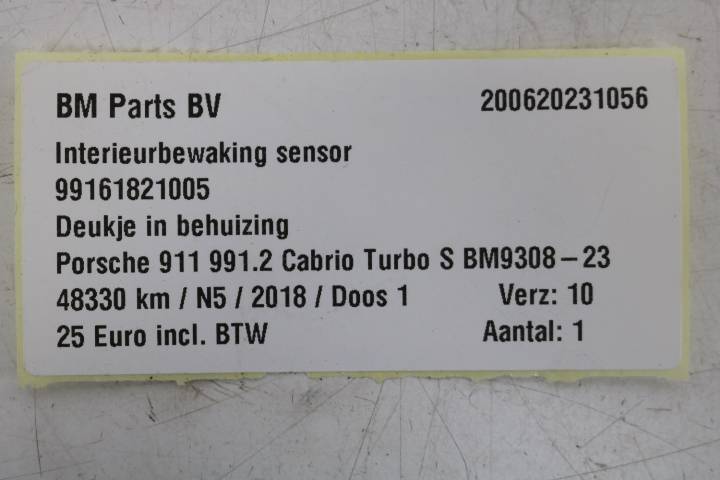 BM Parts BV 200620231056
Interieurbewaking sensor
99161821005
Deukje in behuizing
Porsche 911 991.2 Cabrio Turbo S BM9308-23
48330 km / N5 / 2018 / Doos 1 Verz: 10
25 Euro incl. BTW Aantal: 1